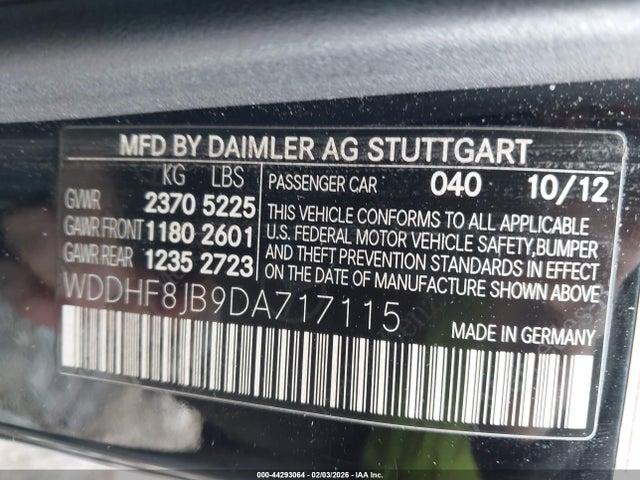 MFD BY DAIMLER AG STUTTGART
KG LBS
GVWR 2370 5225
GAWR FRONT 1180 2601
GAWR REAR 1235 2723
PASSENGER CAR 040 10/12
THIS VEHICLE CONFORMS TO ALL APPLICABLE
U.S. FEDERAL MOTOR VEHICLE SAFETY,BUMPER
AND THEFT PREVENTION STANDARDS IN EFFECT
ON THE DATE OF MANUFACTURE SHOWN ABOVE
WDDHF8JB9DA717115
MADE IN GERMANY
000-44293064 - 02/03/2026 - IAA Inc.